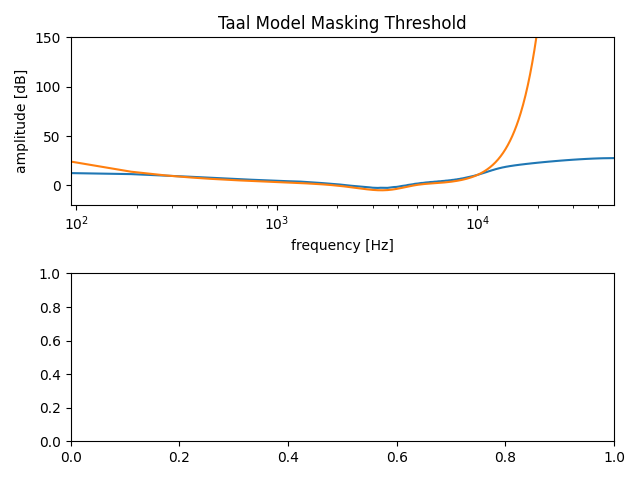 Taal Model Masking Threshold
150
100
50
0
amplitude [dB]
10² 10³ 10⁴
frequency [Hz]
1.0
0.8
0.6
0.4
0.2
0.0
0.0 0.2 0.4 0.6 0.8 1.0